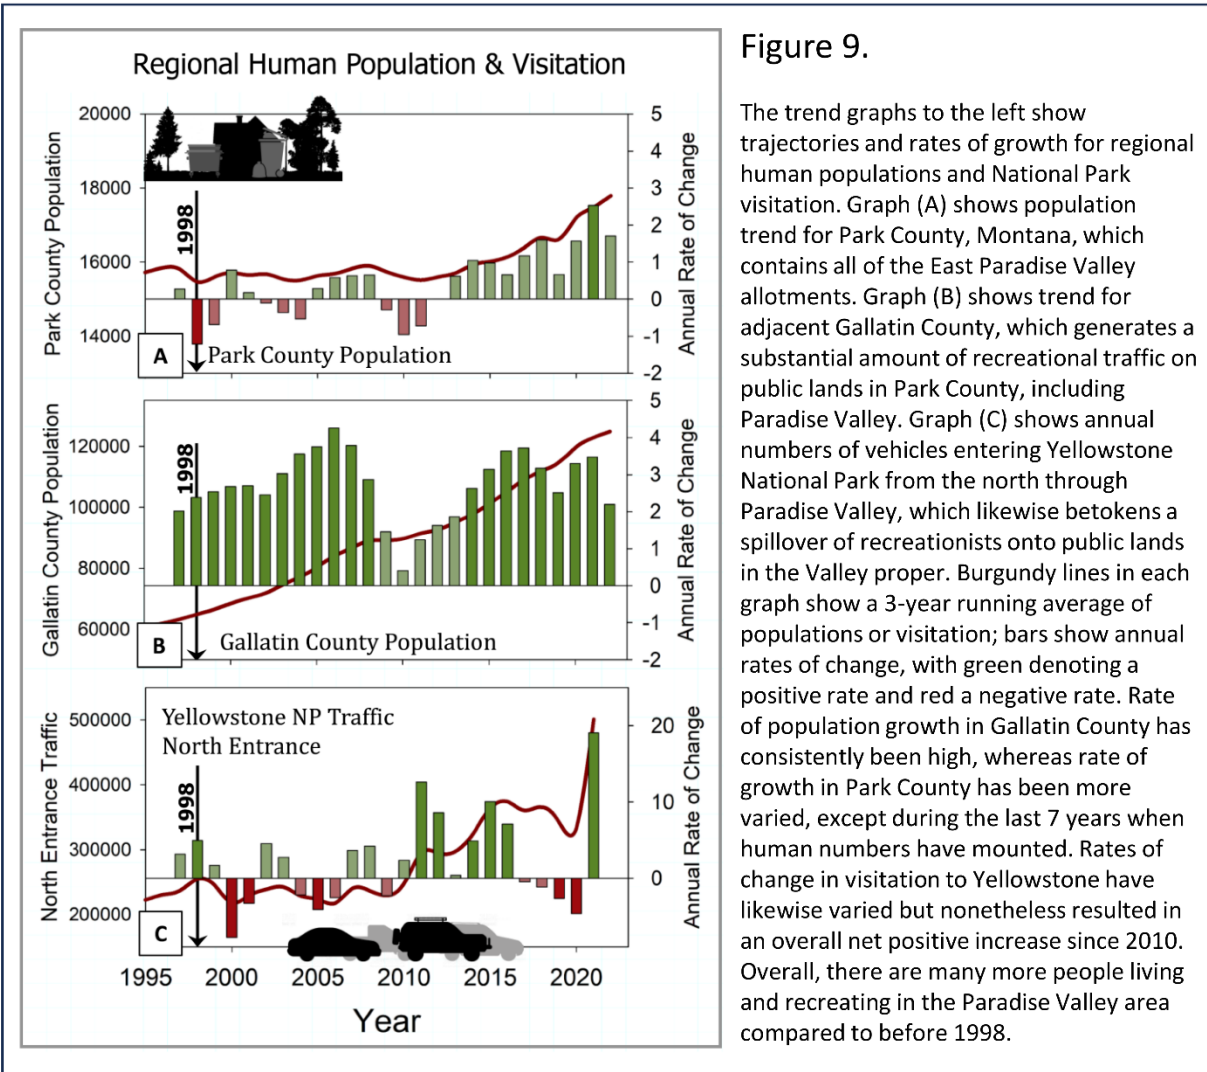 Regional Human Population & Visitation
20000
18000
16000
14000
Park County Population
5
4
3
2
1
0
-1
-2
Annual Rate of Change
1998
A
Park County Population
120000
100000
80000
60000
Gallatin County Population
5
4
3
2
1
0
-1
-2
Annual Rate of Change
1998
B
Gallatin County Population
500000
400000
300000
200000
North Entrance Traffic
20
10
0
Annual Rate of Change
Yellowstone NP Traffic
North Entrance
1998
C
1995 2000 2005 2010 2015 2020
Year
Figure 9.
The trend graphs to the left show
trajectories and rates of growth for regional
human populations and National Park
visitation. Graph (A) shows population
trend for Park County, Montana, which
contains all of the East Paradise Valley
allotments. Graph (B) shows trend for
adjacent Gallatin County, which generates a
substantial amount of recreational traffic on
public lands in Park County, including
Paradise Valley. Graph (C) shows annual
numbers of vehicles entering Yellowstone
National Park from the north through
Paradise Valley, which likewise betokens a
spillover of recreationists onto public lands
in the Valley proper. Burgundy lines in each
graph show a 3-year running average of
populations or visitation; bars show annual
rates of change, with green denoting a
positive rate and red a negative rate. Rate
of population growth in Gallatin County has
consistently been high, whereas rate of
growth in Park County has been more
varied, except during the last 7 years when
human numbers have mounted. Rates of
change in visitation to Yellowstone have
likewise varied but nonetheless resulted in
an overall net positive increase since 2010.
Overall, there are many more people living
and recreating in the Paradise Valley area
compared to before 1998.